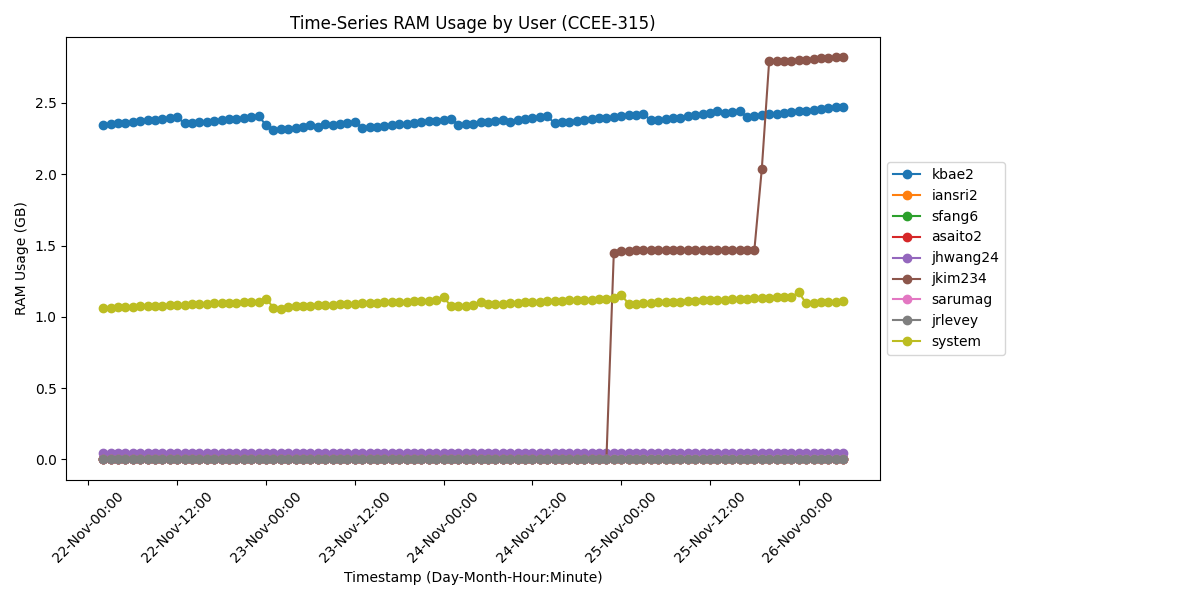 Time-Series RAM Usage by User (CCEE-315)
RAM Usage (GB)
2.5
2.0
1.5
1.0
0.5
0.0
22-Nov-00:00
22-Nov-12:00
23-Nov-00:00
23-Nov-12:00
24-Nov-00:00
24-Nov-12:00
25-Nov-00:00
25-Nov-12:00
26-Nov-00:00
Timestamp (Day-Month-Hour:Minute)
kbae2
iansri2
sfang6
asaito2
jhwang24
jkim234
sarumag
jrlevey
system